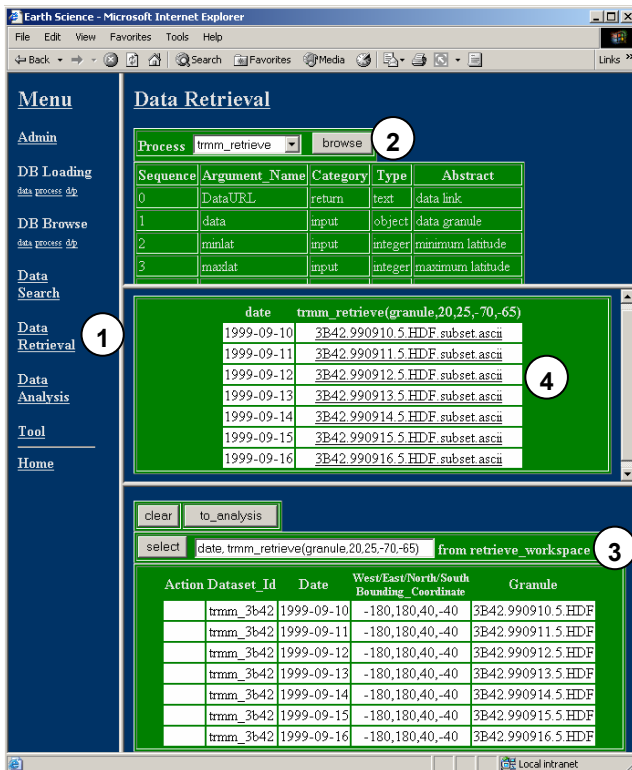 Earth Science - Microsoft Internet Explorer
File Edit View Favorites Tools Help
Back Search Favorites Media Links »
Menu
Admin
DB Loading
data process d/p
DB Browse
data process d/p
Data
Search
Data
Retrieval
1
Data
Analysis
Tool
Home
Data Retrieval
Process trmm_retrieve browse
2
Sequence Argument_Name Category Type Abstract
0 DataURL return text data link
1 data input object data granule
2 minlat input integer minimum latitude
3 maxlat input integer maximum latitude
date trmm_retrieve(granule,20,25,-70,-65)
1999-09-10 3B42.990910.5.HDF.subset.ascii
1999-09-11 3B42.990911.5.HDF.subset.ascii
1999-09-12 3B42.990912.5.HDF.subset.ascii
1999-09-13 3B42.990913.5.HDF.subset.ascii
1999-09-14 3B42.990914.5.HDF.subset.ascii
1999-09-15 3B42.990915.5.HDF.subset.ascii
1999-09-16 3B42.990916.5.HDF.subset.ascii
4
clear to_analysis
select date, trmm_retrieve(granule,20,25,-70,-65) from retrieve_workspace
3
Action Dataset_Id Date West/East/North/South Bounding_Coordinate Granule
trmm_3b42 1999-09-10 -180,180,40,-40 3B42.990910.5.HDF
trmm_3b42 1999-09-11 -180,180,40,-40 3B42.990911.5.HDF
trmm_3b42 1999-09-12 -180,180,40,-40 3B42.990912.5.HDF
trmm_3b42 1999-09-13 -180,180,40,-40 3B42.990913.5.HDF
trmm_3b42 1999-09-14 -180,180,40,-40 3B42.990914.5.HDF
trmm_3b42 1999-09-15 -180,180,40,-40 3B42.990915.5.HDF
trmm_3b42 1999-09-16 -180,180,40,-40 3B42.990916.5.HDF
Local intranet